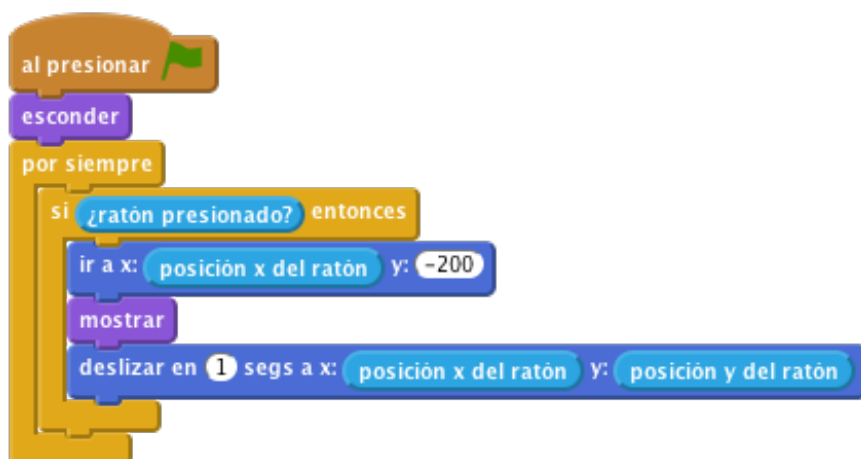 al presionar
esconder
por siempre
si ¿ratón presionado? entonces
ir a x: posición x del ratón y: -200
mostrar
deslizar en 1 segs a x: posición x del ratón y: posición y del ratón